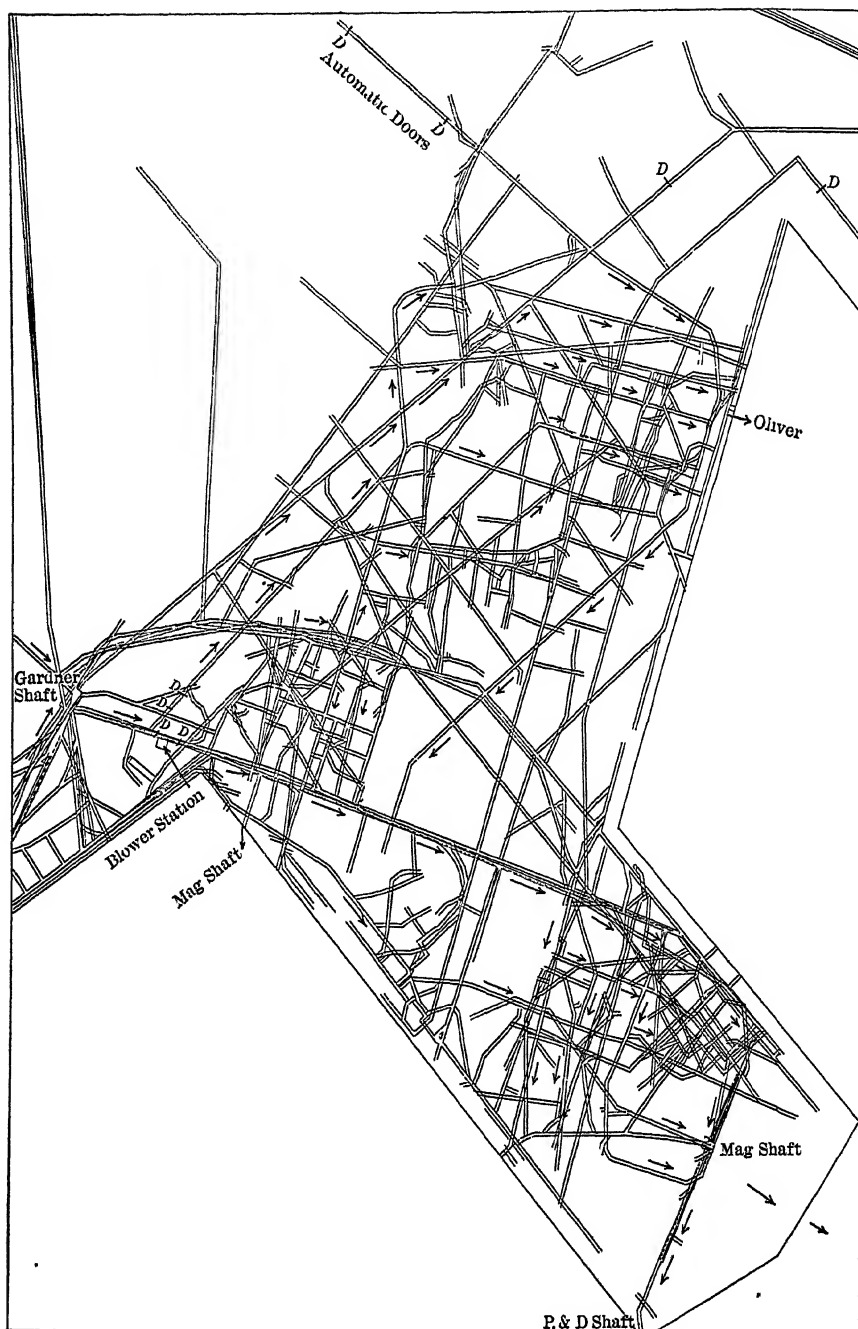 D
Automatic Doors
D
D
D
Oliver
Gardner
Shaft
D
D
D D
Blower Station
Mag Shaft
Mag Shaft
P. & D Shaft